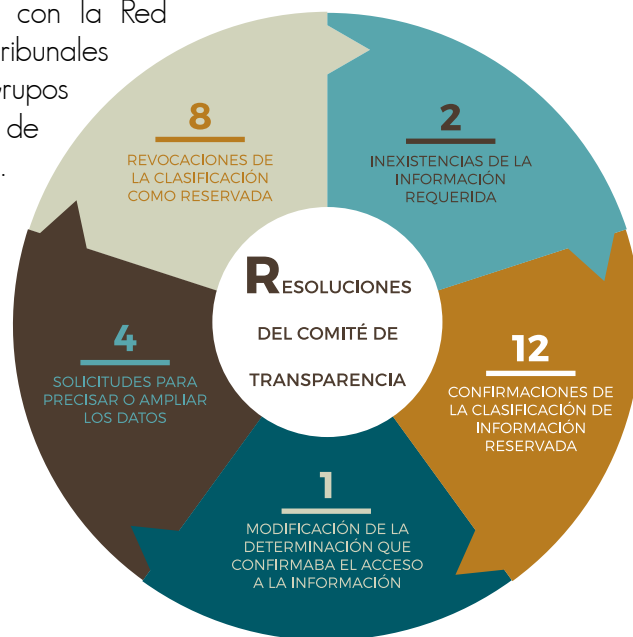 con la Red
ribunales
rupos
de
.
8
REVOCACIONES DE
LA CLASIFICACIÓN
COMO RESERVADA
2
INEXISTENCIAS DE LA
INFORMACIÓN
REQUERIDA
RESOLUCIONES
DEL COMITÉ DE
TRANSPARENCIA
12
CONFIRMACIONES DE
LA CLASIFICACIÓN DE
INFORMACIÓN
RESERVADA
4
SOLICITUDES PARA
PRECISAR O AMPLIAR
LOS DATOS
1
MODIFICACIÓN DE LA
DETERMINACIÓN QUE
CONFIRMABA EL ACCESO
A LA INFORMACIÓN